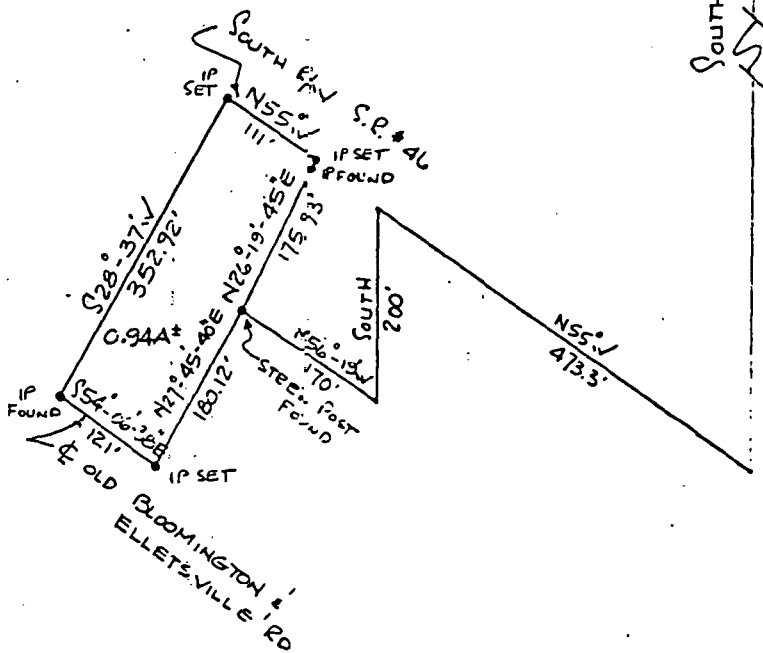 SOUTH
SOUTH R/W S.R. #46
IP SET
N55°W
111'
IP SET
IP FOUND
S28°-37'W
352.92'
N26°-19'-45"E
175.93'
0.94A±
N27°-45'-40"E
180.12'
SOUTH
200'
N55°W
473.3'
N56°-19'W
170'
STEEL POST
FOUND
IP
FOUND
S54°-06'-38"E
121'
IP SET
℄ OLD BLOOMINGTON &
ELLETSVILLE RD